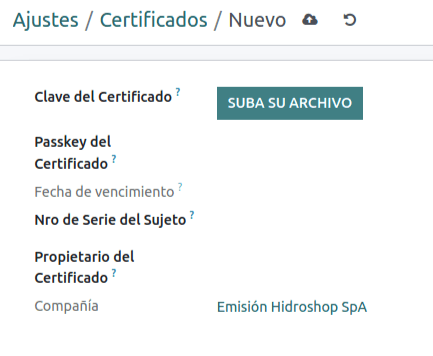 Ajustes / Certificados / Nuevo
Clave del Certificado ? SUBA SU ARCHIVO
Passkey del
Certificado ?
Fecha de vencimiento ?
Nro de Serie del Sujeto ?
Propietario del
Certificado ?
Compañía Emisión Hidroshop SpA